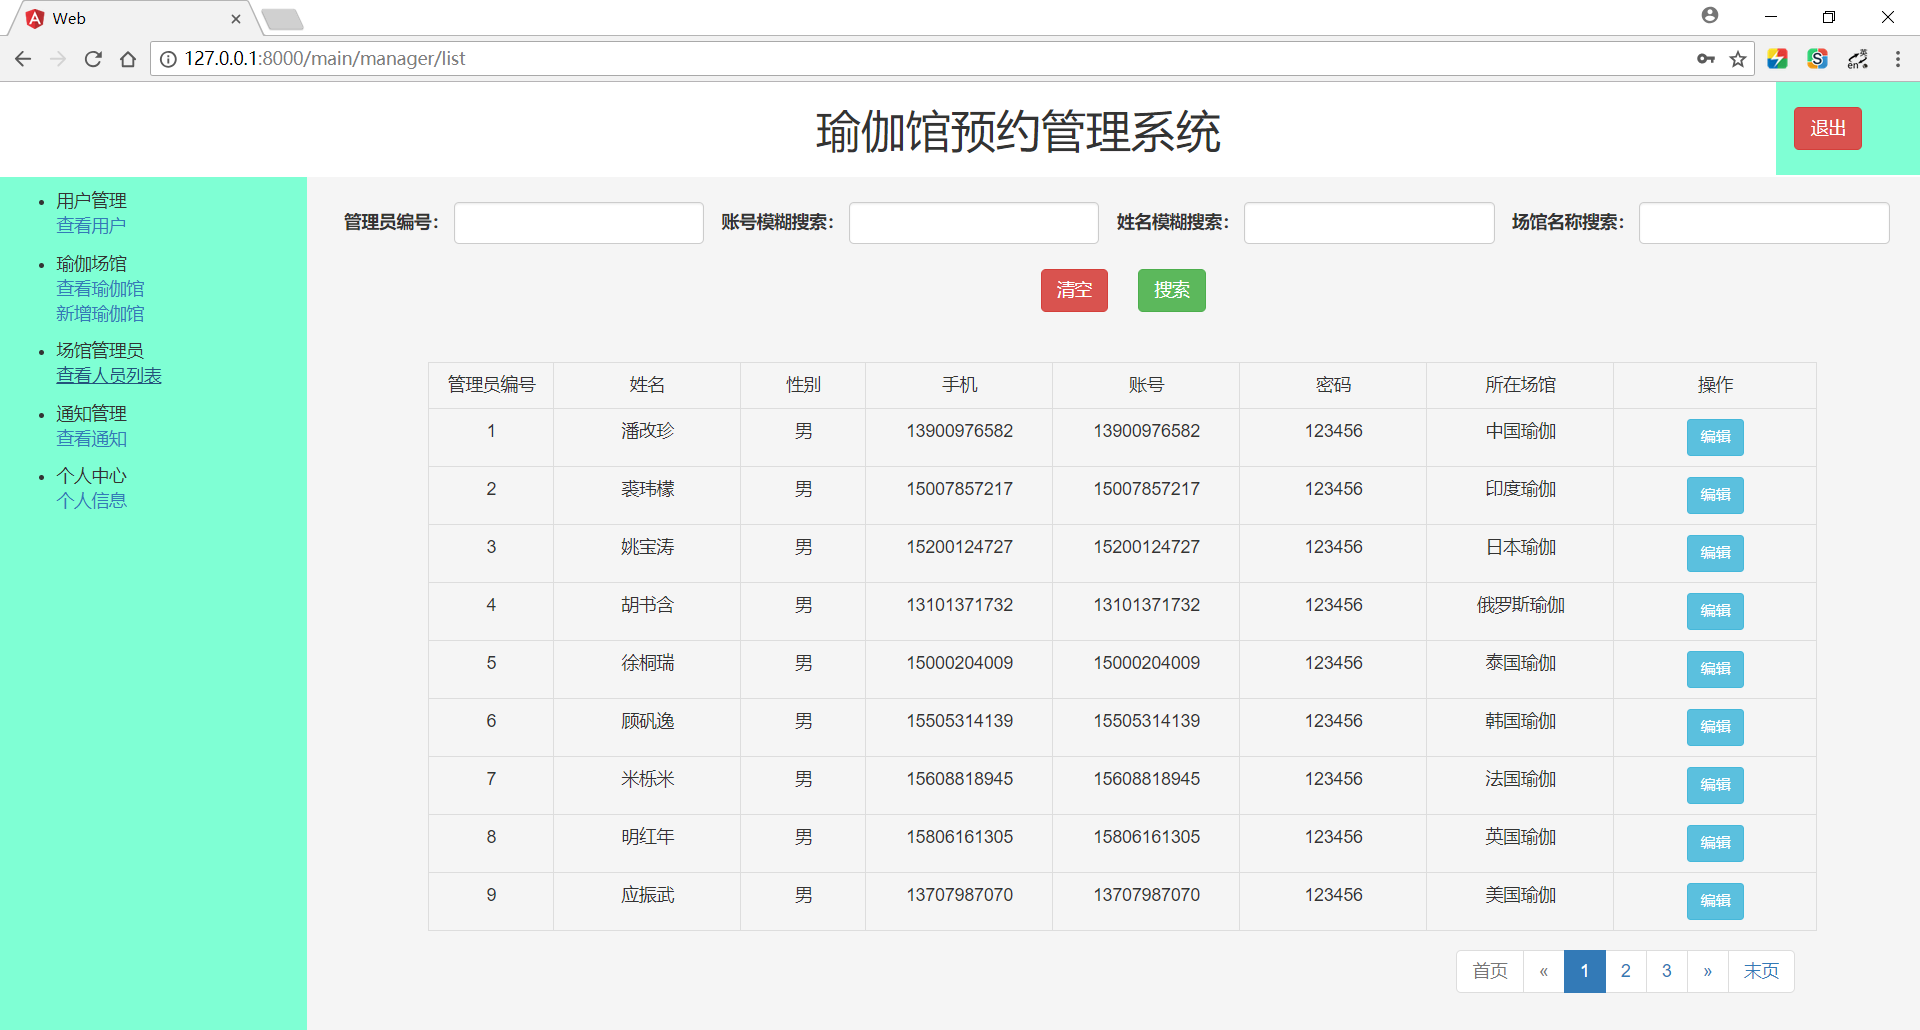 Web
127.0.0.1:8000/main/manager/list
瑜伽馆预约管理系统
退出
用户管理
查看用户
瑜伽场馆
查看瑜伽馆
新增瑜伽馆
场馆管理员
查看人员列表
通知管理
查看通知
个人中心
个人信息
管理员编号： 账号模糊搜索： 姓名模糊搜索： 场馆名称搜索：
清空 搜索
管理员编号 姓名 性别 手机 账号 密码 所在场馆 操作
1 潘改珍 男 13900976582 13900976582 123456 中国瑜伽 编辑
2 裘玮檬 男 15007857217 15007857217 123456 印度瑜伽 编辑
3 姚宝涛 男 15200124727 15200124727 123456 日本瑜伽 编辑
4 胡书含 男 13101371732 13101371732 123456 俄罗斯瑜伽 编辑
5 徐桐瑞 男 15000204009 15000204009 123456 泰国瑜伽 编辑
6 顾矾逸 男 15505314139 15505314139 123456 韩国瑜伽 编辑
7 米栎米 男 15608818945 15608818945 123456 法国瑜伽 编辑
8 明红年 男 15806161305 15806161305 123456 英国瑜伽 编辑
9 应振武 男 13707987070 13707987070 123456 美国瑜伽 编辑
首页 « 1 2 3 » 末页